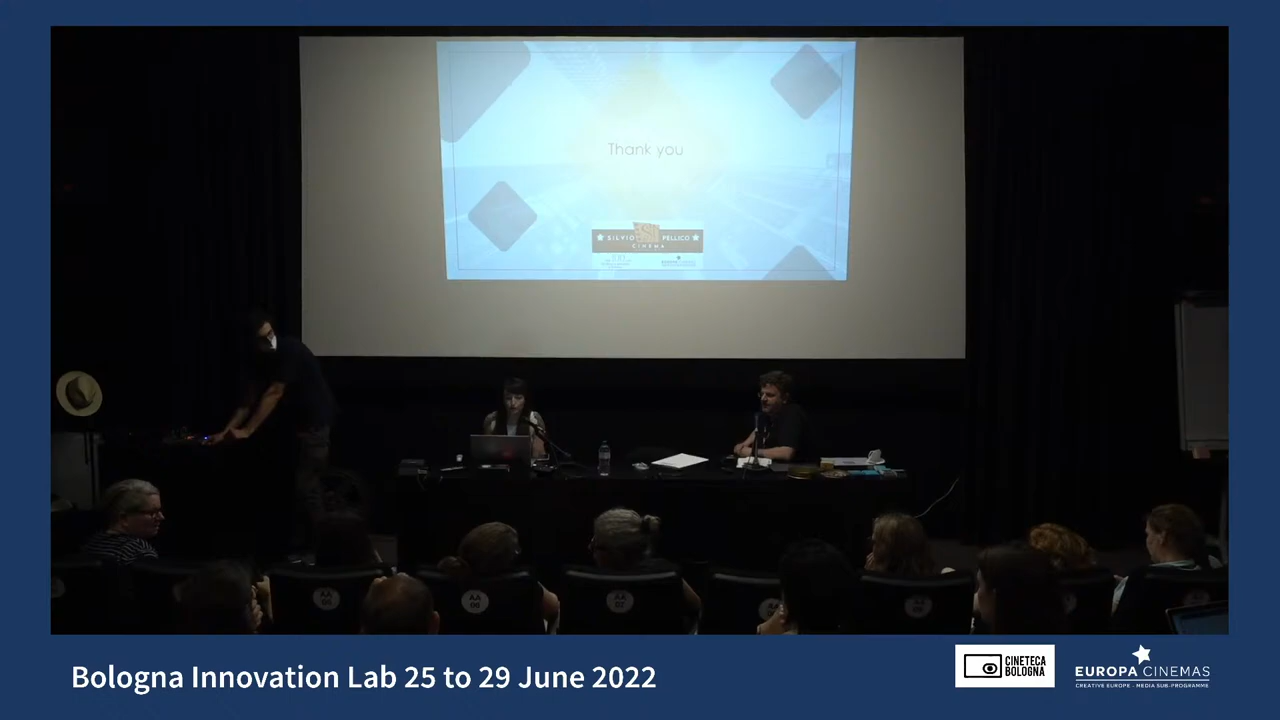 Thank you
SILVIO PELLICO
CINEMA
Bologna Innovation Lab 25 to 29 June 2022
CINETECA
BOLOGNA
EUROPA CINEMAS
CREATIVE EUROPE - MEDIA SUB-PROGRAMME